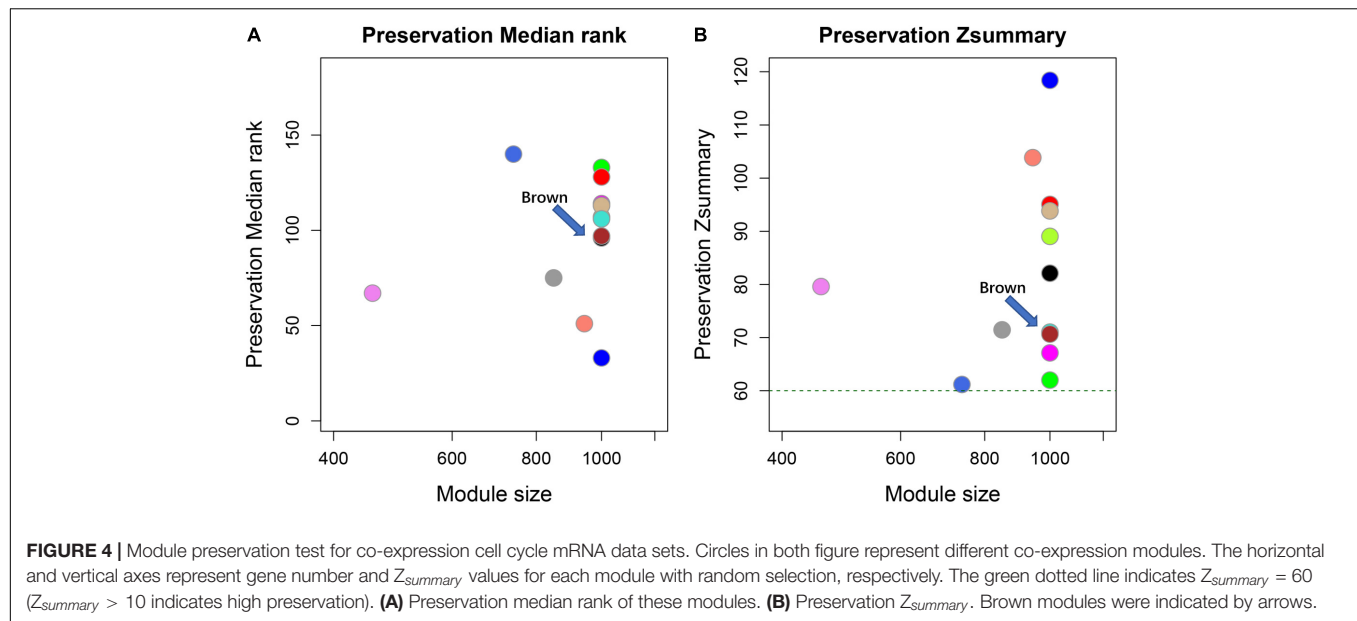 A
Preservation Median rank
Preservation Median rank
150
100
50
0
Brown
400
600
800
1000
Module size
B
Preservation Zsummary
Preservation Zsummary
120
110
100
90
80
70
60
Brown
400
600
800
1000
Module size
FIGURE 4 | Module preservation test for co-expression cell cycle mRNA data sets. Circles in both figure represent different co-expression modules. The horizontal
and vertical axes represent gene number and Zsummary values for each module with random selection, respectively. The green dotted line indicates Zsummary = 60
(Zsummary > 10 indicates high preservation). (A) Preservation median rank of these modules. (B) Preservation Zsummary. Brown modules were indicated by arrows.